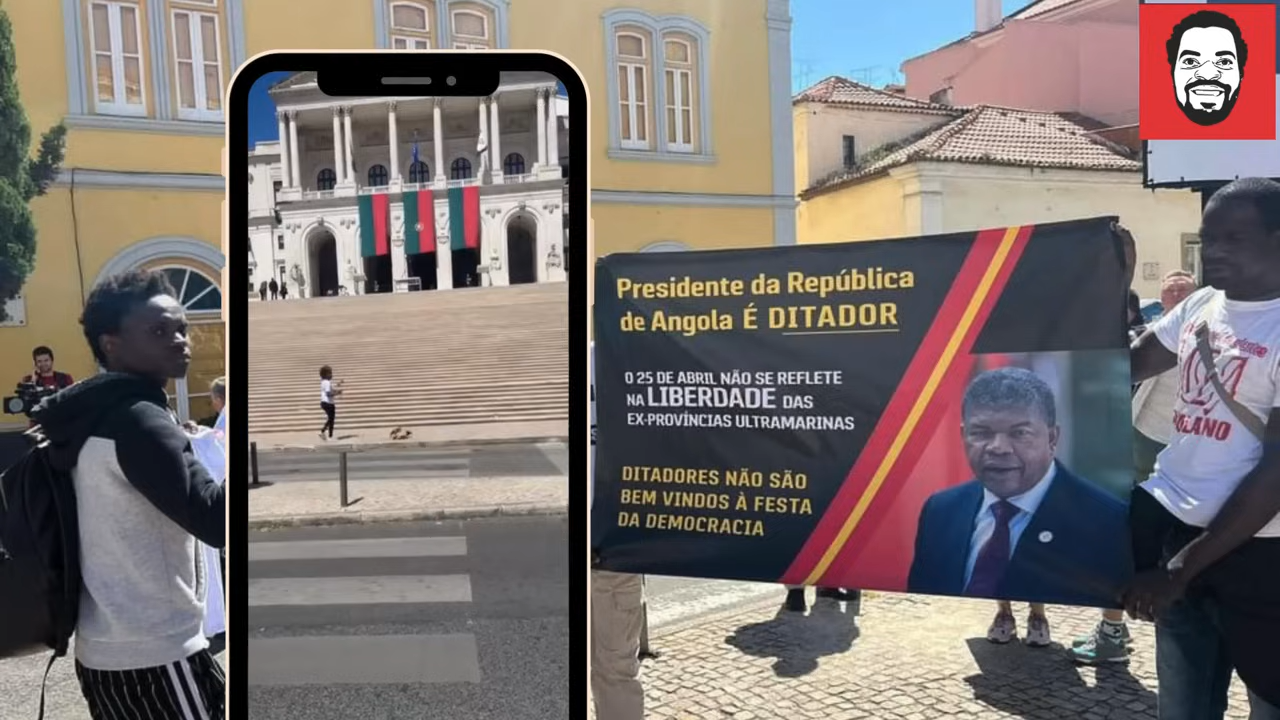 Presidente da República
de Angola É DITADOR
O 25 DE ABRIL NÃO SE REFLETE
NA LIBERDADE DAS
EX-PROVÍNCIAS ULTRAMARINAS
DITADORES NÃO SÃO
BEM VINDOS À FESTA
DA DEMOCRACIA